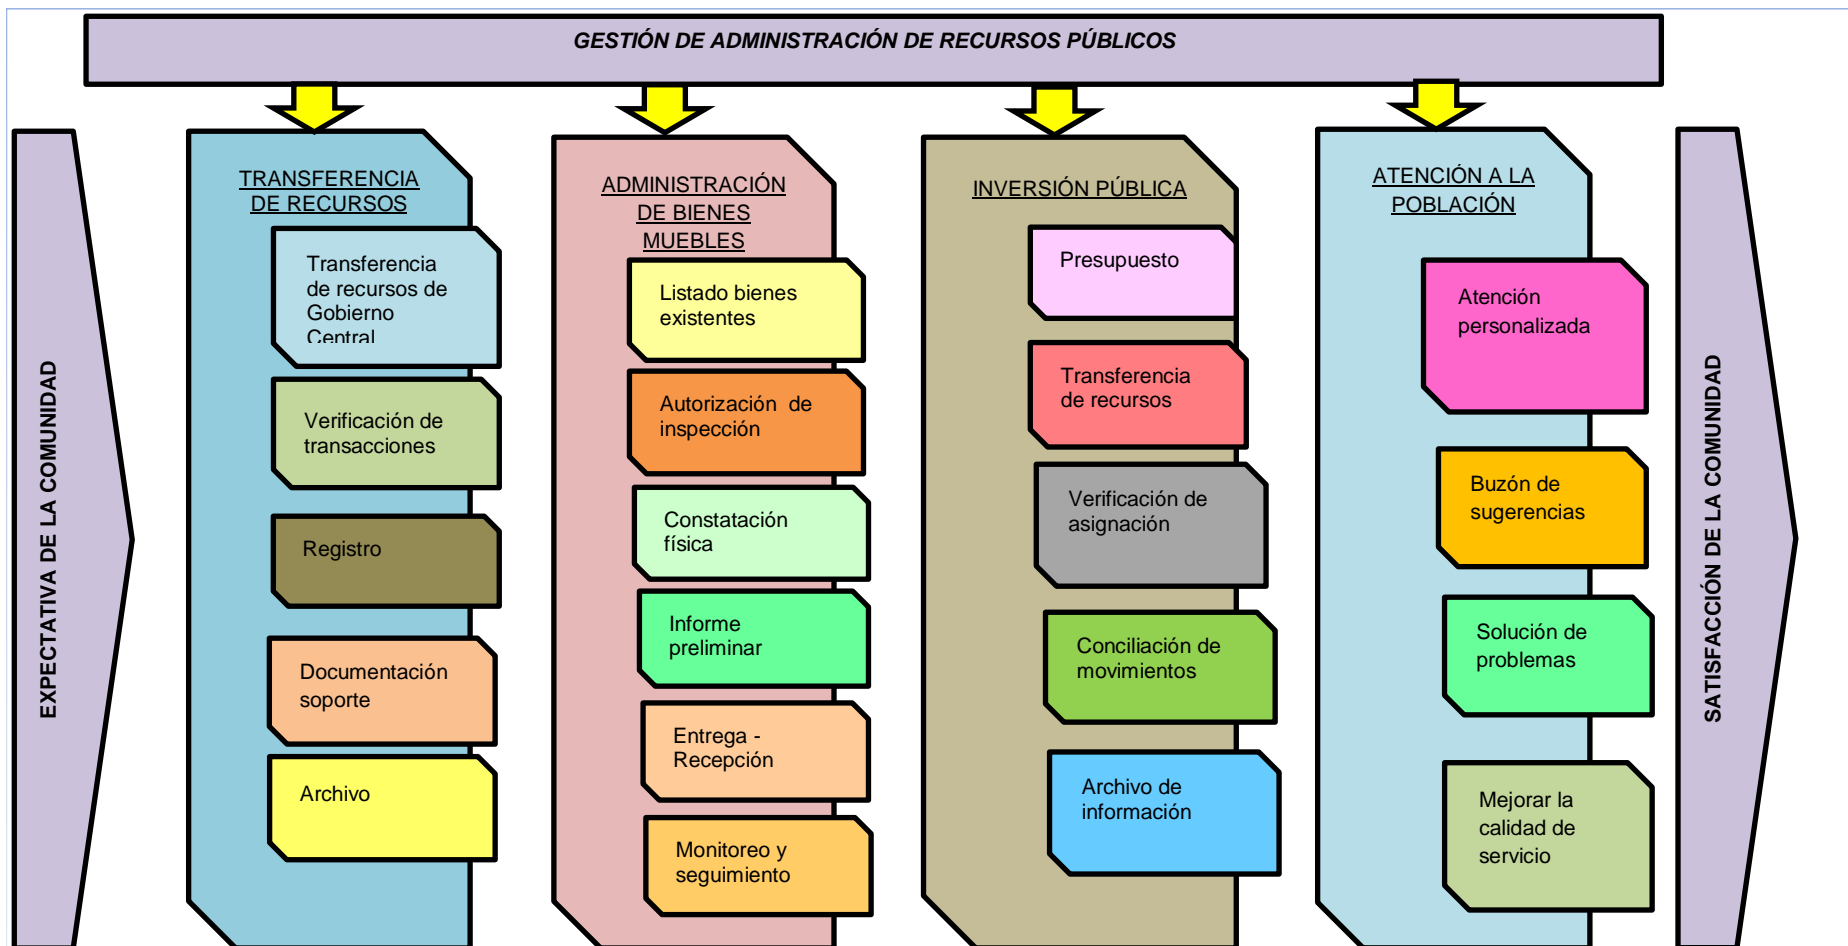 GESTIÓN DE ADMINISTRACIÓN DE RECURSOS PÚBLICOS
EXPECTATIVA DE LA COMUNIDAD
TRANSFERENCIA
DE RECURSOS
Transferencia
de recursos de
Gobierno
Central
Verificación de
transacciones
Registro
Documentación
soporte
Archivo
ADMINISTRACIÓN
DE BIENES
MUEBLES
Listado bienes
existentes
Autorización de
inspección
Constatación
física
Informe
preliminar
Entrega -
Recepción
Monitoreo y
seguimiento
INVERSIÓN PÚBLICA
Presupuesto
Transferencia
de recursos
Verificación de
asignación
Conciliación de
movimientos
Archivo de
información
ATENCIÓN A LA
POBLACIÓN
Atención
personalizada
Buzón de
sugerencias
Solución de
problemas
Mejorar la
calidad de
servicio
SATISFACCIÓN DE LA COMUNIDAD